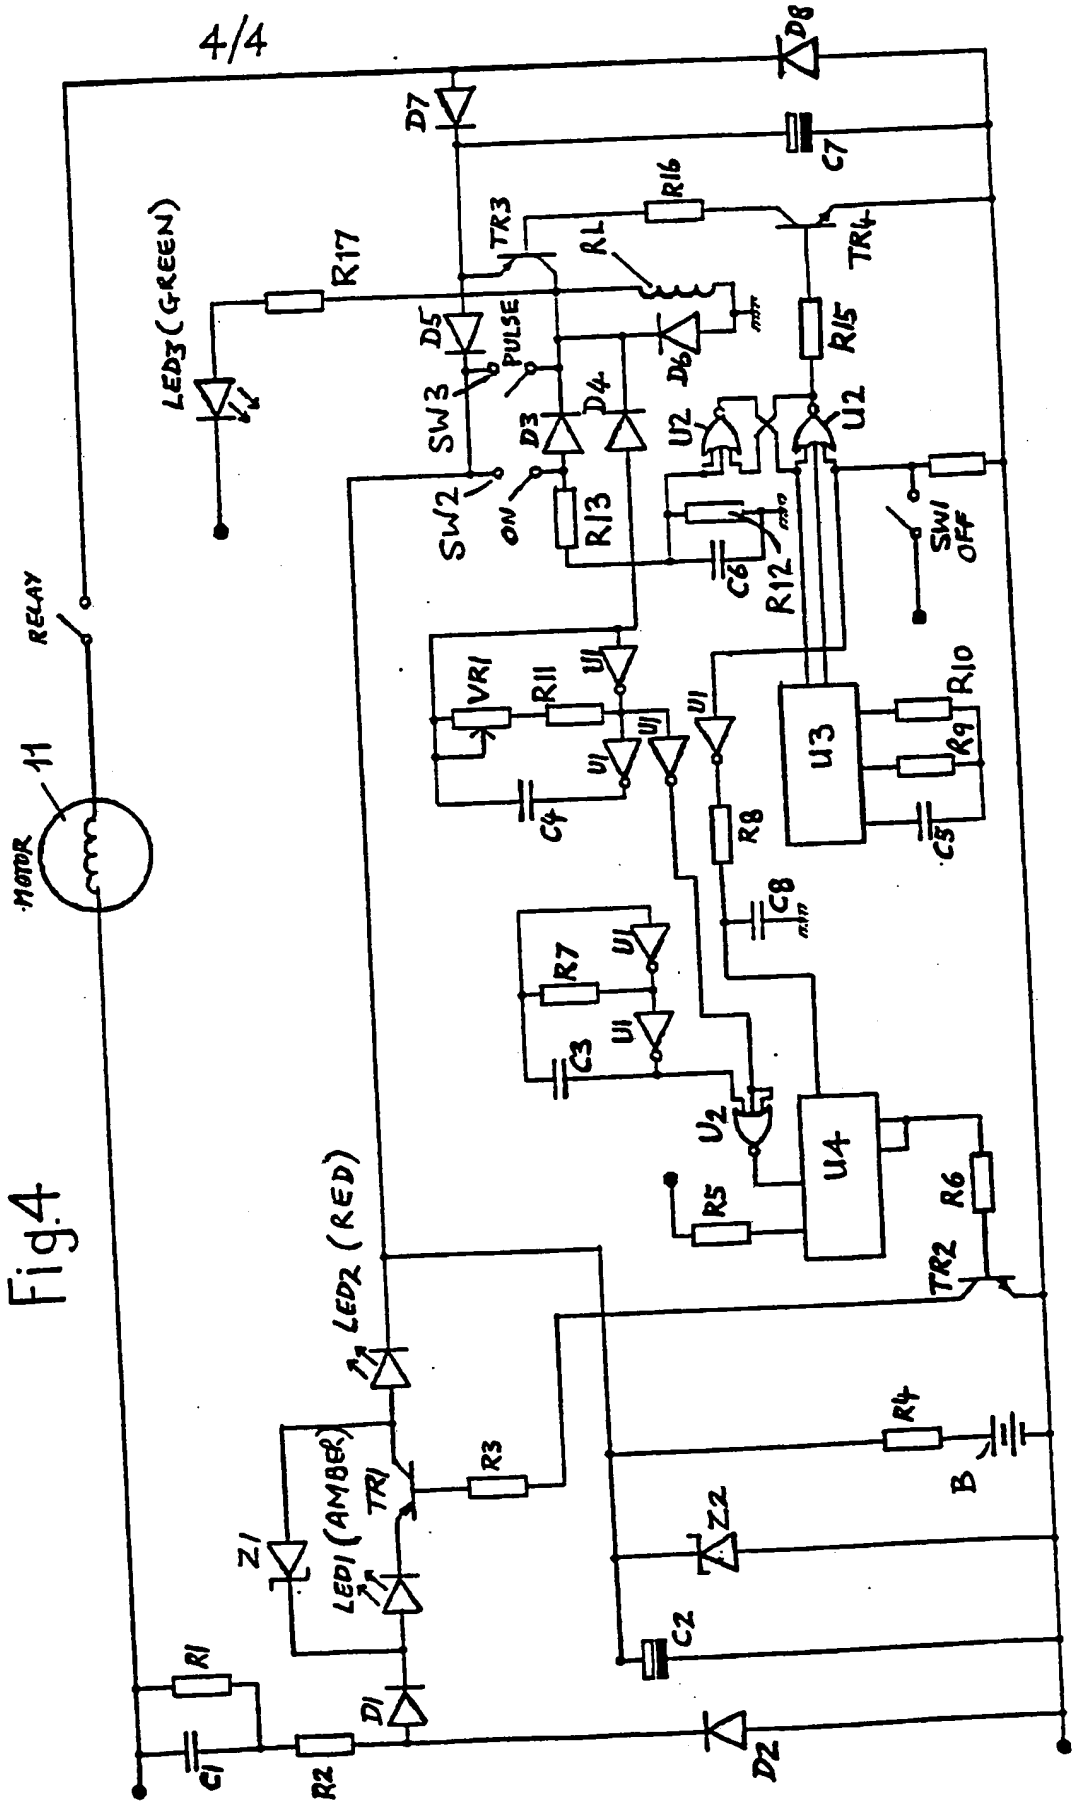 4/4
Fig.4
MOTOR
11
RELAY
LED3 (GREEN)
R17
D7
D8
C7
TR3
R16
RL
TR4
D5
PULSE
SW3
D3
D4
D6
R15
U2
U2
SW2
ON
R13
C6
R12
SW1
OFF
VR1
R11
U1
U1
U1
U1
C4
U3
R10
R9
C5
R8
C8
R7
U1
U1
C3
U2
U4
R5
R6
TR2
LED2 (RED)
Z1
LED1 (AMBER)
TR1
R3
R4
B
Z2
C2
R1
C1
R2
D1
D2